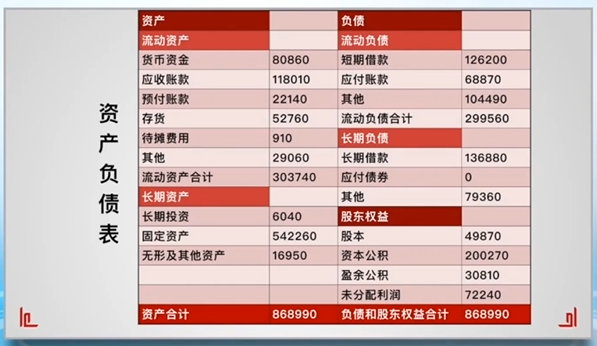 资产负债表
资产 负债
流动资产 流动负债
货币资金 80860 短期借款 126200
应收账款 118010 应付账款 68870
预付账款 22140 其他 104490
存货 52760 流动负债合计 299560
待摊费用 910 长期负债
其他 29060 长期借款 136880
流动资产合计 303740 应付债券 0
长期资产 其他 79360
长期投资 6040 股东权益
固定资产 542260 股本 49870
无形及其他资产 16950 资本公积 200270
盈余公积 30810
未分配利润 72240
资产合计 868990 负债和股东权益合计 868990